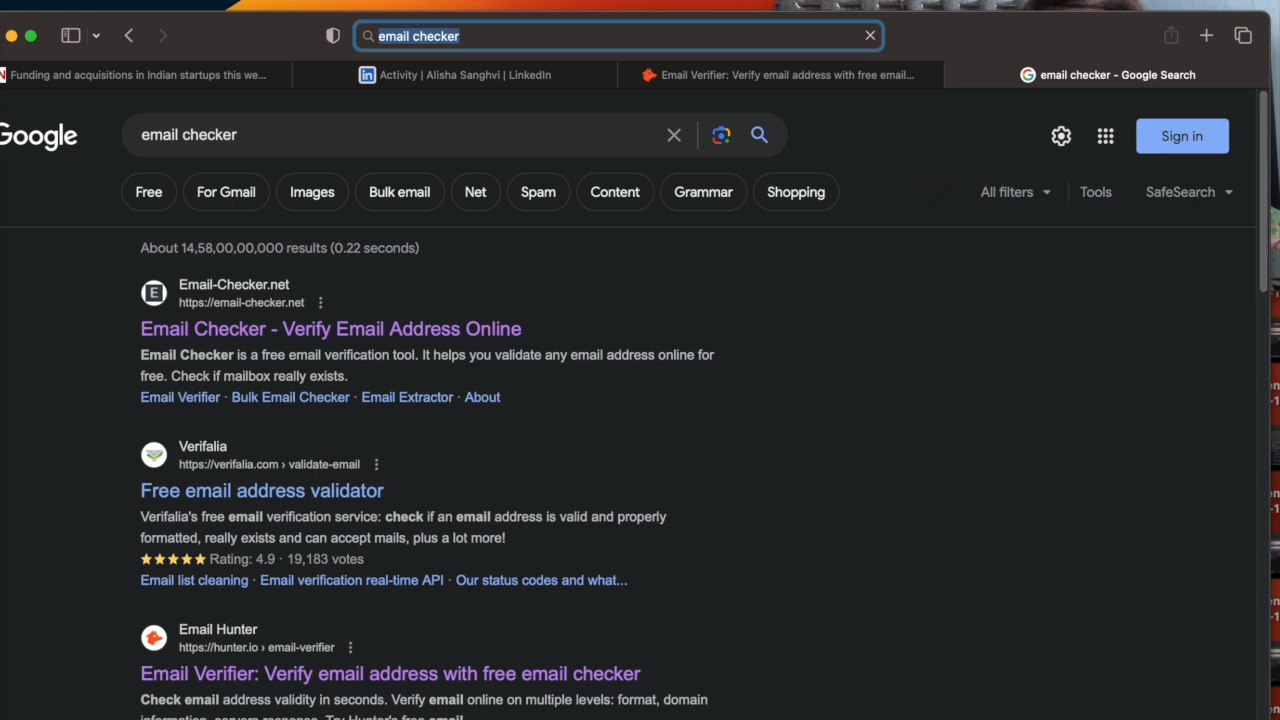 email checker
Funding and acquisitions in Indian startups this we...
Activity | Alisha Sanghvi | LinkedIn
Email Verifier: Verify email address with free email...
email checker - Google Search
Google
email checker
Sign in
Free
For Gmail
Images
Bulk email
Net
Spam
Content
Grammar
Shopping
All filters
Tools
SafeSearch
About 14,58,00,00,000 results (0.22 seconds)
E
Email-Checker.net
https://email-checker.net
Email Checker - Verify Email Address Online
Email Checker is a free email verification tool. It helps you validate any email address online for
free. Check if mailbox really exists.
Email Verifier · Bulk Email Checker · Email Extractor · About
Verifalia
https://verifalia.com › validate-email
Free email address validator
Verifalia's free email verification service: check if an email address is valid and properly
formatted, really exists and can accept mails, plus a lot more!
Rating: 4.9 · 19,183 votes
Email list cleaning · Email verification real-time API · Our status codes and what...
Email Hunter
https://hunter.io › email-verifier
Email Verifier: Verify email address with free email checker
Check email address validity in seconds. Verify email online on multiple levels: format, domain
information, servers response. Try Hunter's free email